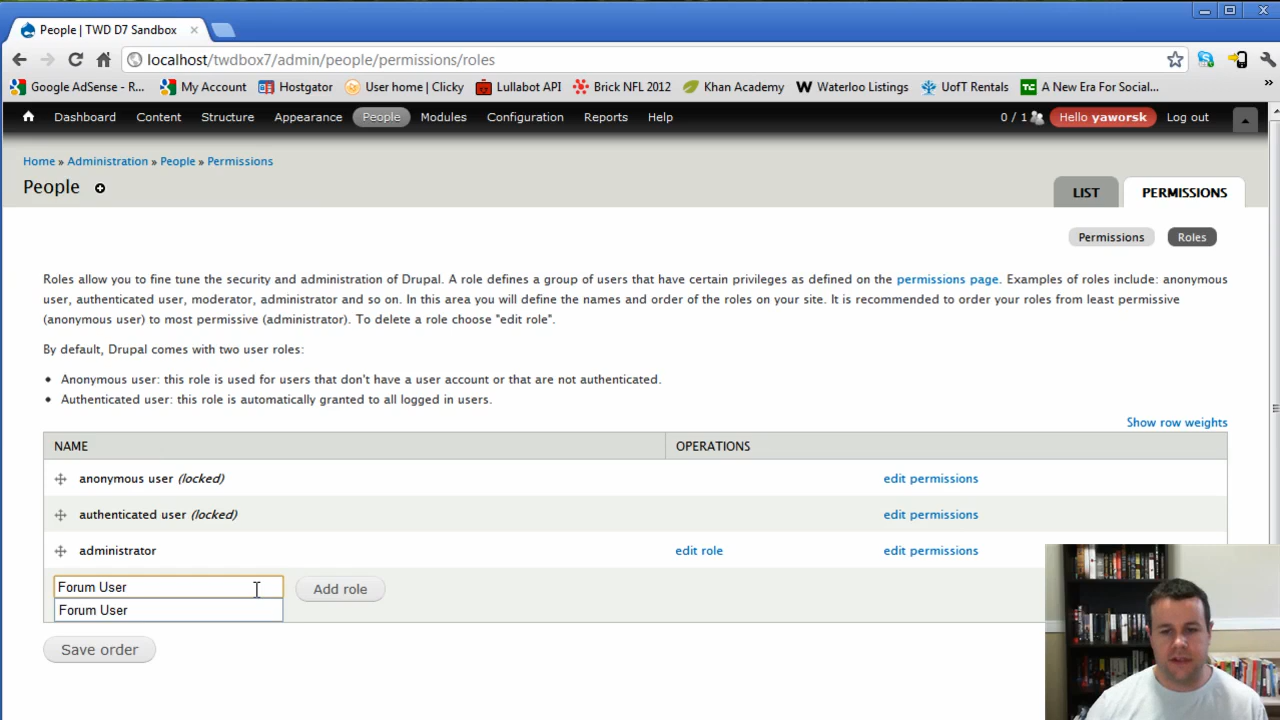 People | TWD D7 Sandbox
localhost/twdbox7/admin/people/permissions/roles
Google AdSense - R... My Account Hostgator User home | Clicky Lullabot API Brick NFL 2012 Khan Academy W Waterloo Listings UofT Rentals TC A New Era For Social... »
Dashboard Content Structure Appearance People Modules Configuration Reports Help 0 / 1 Hello yaworsk Log out
Home » Administration » People » Permissions
People
LIST PERMISSIONS
Permissions Roles
Roles allow you to fine tune the security and administration of Drupal. A role defines a group of users that have certain privileges as defined on the permissions page. Examples of roles include: anonymous
user, authenticated user, moderator, administrator and so on. In this area you will define the names and order of the roles on your site. It is recommended to order your roles from least permissive
(anonymous user) to most permissive (administrator). To delete a role choose "edit role".
By default, Drupal comes with two user roles:
• Anonymous user: this role is used for users that don't have a user account or that are not authenticated.
• Authenticated user: this role is automatically granted to all logged in users.
Show row weights
NAME OPERATIONS
anonymous user (locked) edit permissions
authenticated user (locked) edit permissions
administrator edit role edit permissions
Forum User Add role
Forum User
Save order